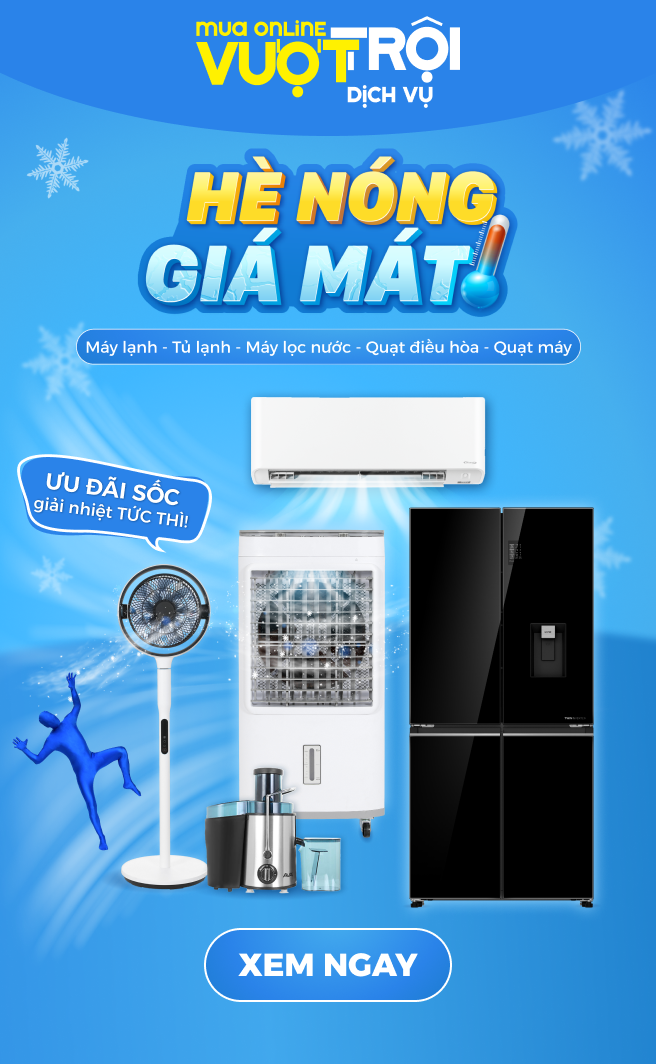 mua online
VƯỢT TRỘI
DỊCH VỤ
HÈ NÓNG
GIÁ MÁT
Máy lạnh - Tủ lạnh - Máy lọc nước - Quạt điều hòa - Quạt máy
ƯU ĐÃI SỐC
giải nhiệt TỨC THÌ!
XEM NGAY